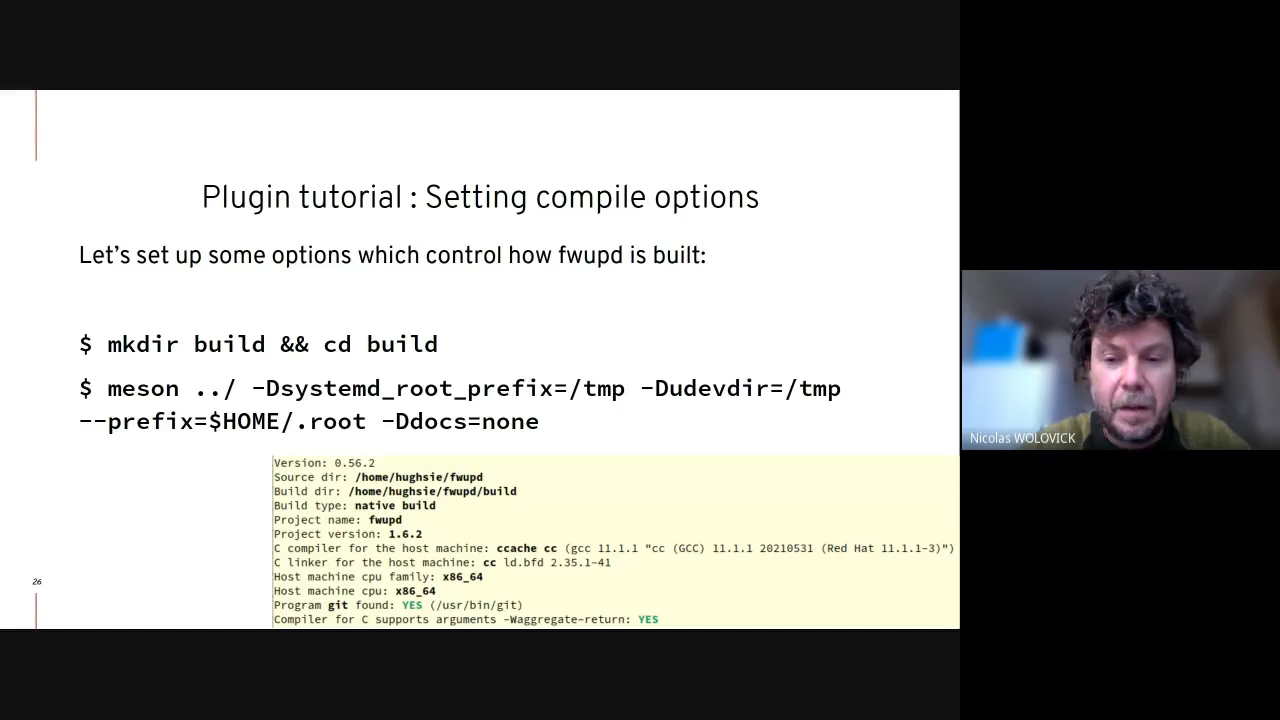 Plugin tutorial : Setting compile options
Let's set up some options which control how fwupd is built:
$ mkdir build && cd build
$ meson ../ -Dsystemd_root_prefix=/tmp -Dudevdir=/tmp
--prefix=$HOME/.root -Ddocs=none
Version: 0.56.2
Source dir: /home/hughsie/fwupd
Build dir: /home/hughsie/fwupd/build
Build type: native build
Project name: fwupd
Project version: 1.6.2
C compiler for the host machine: ccache cc (gcc 11.1.1 "cc (GCC) 11.1.1 20210531 (Red Hat 11.1.1-3)")
C linker for the host machine: cc ld.bfd 2.35.1-41
Host machine cpu family: x86_64
Host machine cpu: x86_64
Program git found: YES (/usr/bin/git)
Compiler for C supports arguments -Waggregate-return: YES
26
Nicolas WOLOVICK